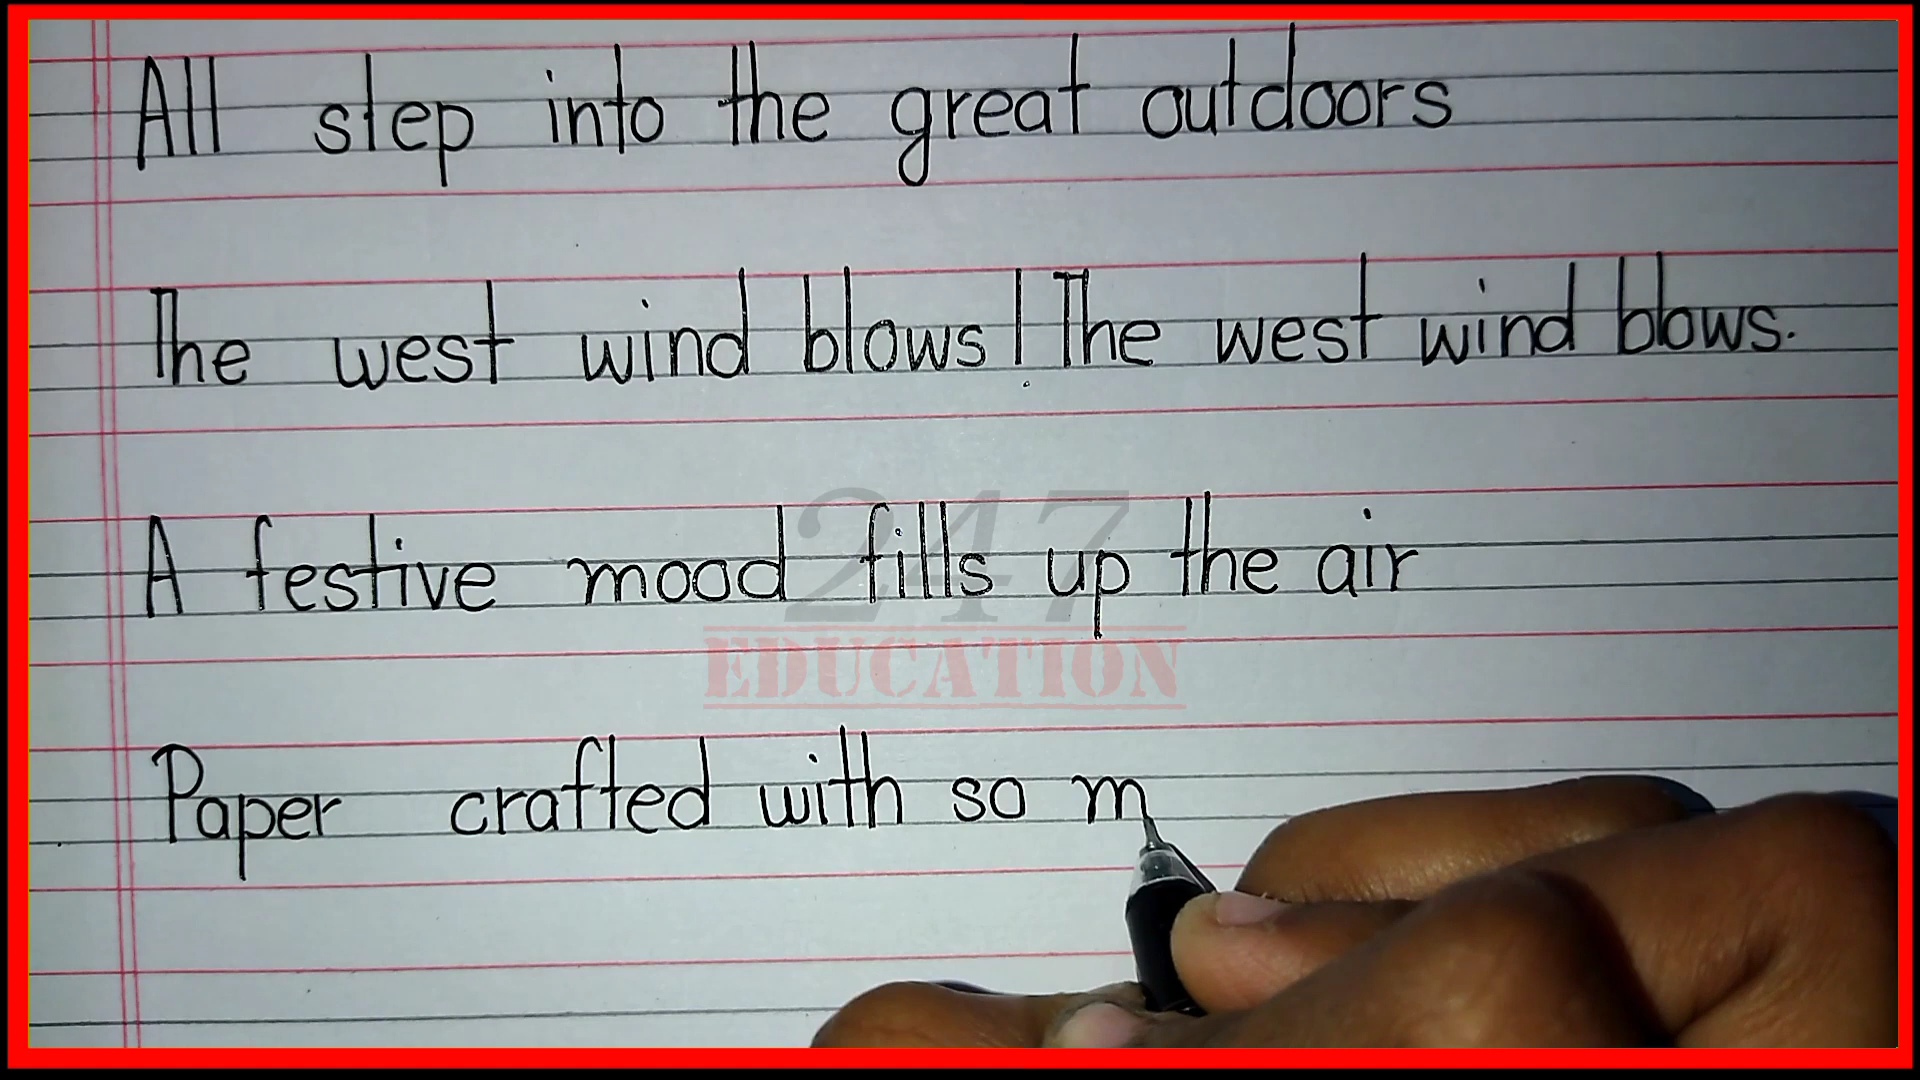 All step into the great outdoors
The west wind blows! The west wind blows.
A festive mood fills up the air
247
EDUCATION
Paper crafted with so m